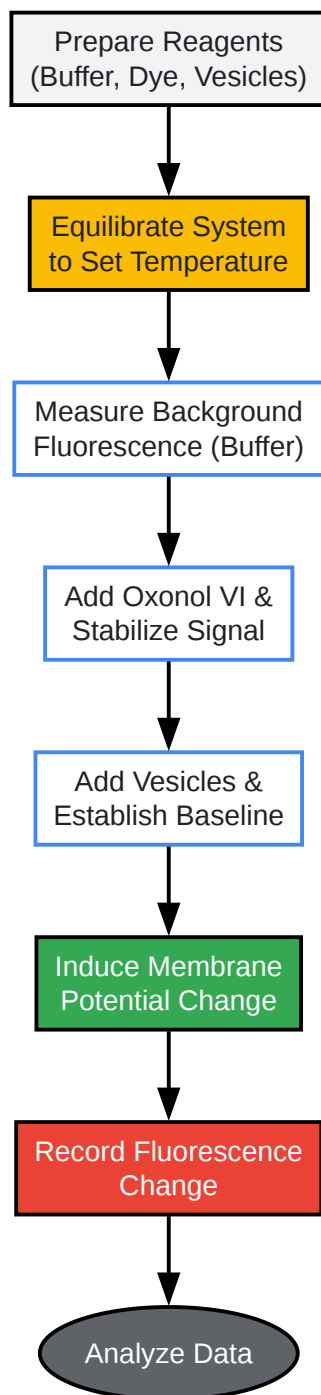 Prepare Reagents
(Buffer, Dye, Vesicles)
Equilibrate System
to Set Temperature
Measure Background
Fluorescence (Buffer)
Add Oxonol VI &
Stabilize Signal
Add Vesicles &
Establish Baseline
Induce Membrane
Potential Change
Record Fluorescence
Change
Analyze Data